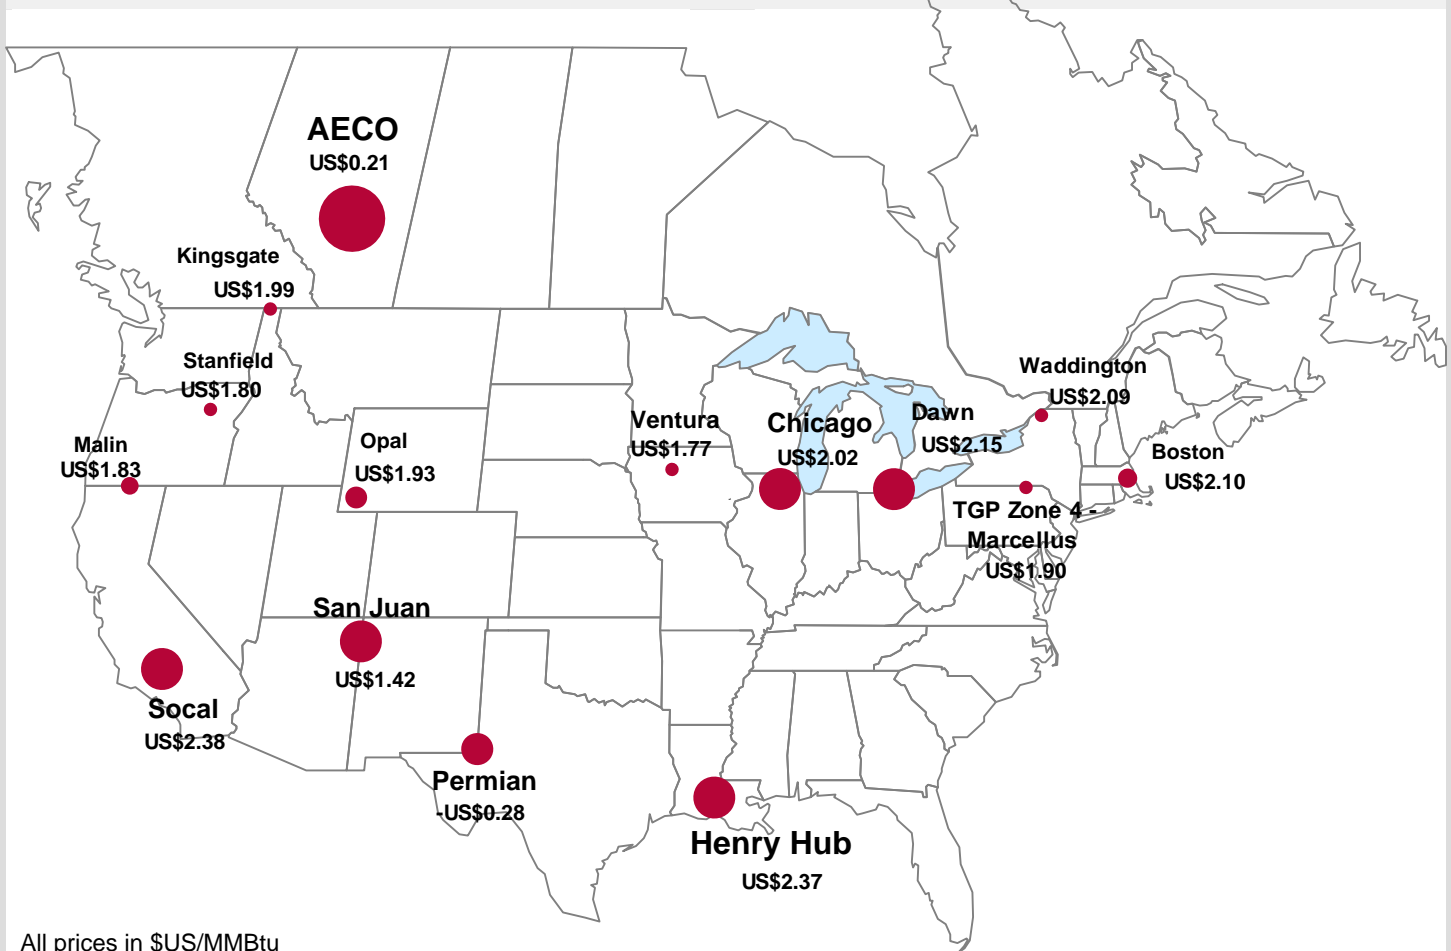 AECO
US$0.21
Kingsgate
US$1.99
Stanfield
US$1.80
Malin
US$1.83
Opal
US$1.93
Ventura
US$1.77
Chicago
US$2.02
Dawn
US$2.15
Waddington
US$2.09
Boston
US$2.10
TGP Zone 4 -
Marcellus
US$1.90
San Juan
US$1.42
Socal
US$2.38
Permian
-US$0.28
Henry Hub
US$2.37
All prices in $US/MMBtu